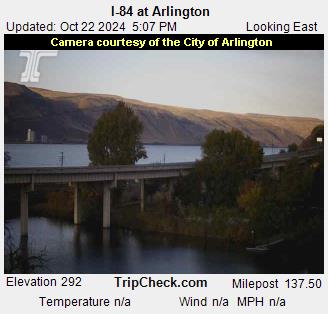 I-84 at Arlington
Updated: Oct 22 2024 5:07 PM Looking East
Camera courtesy of the City of Arlington
Elevation 292 TripCheck.com Milepost 137.50
Temperature n/a Wind n/a MPH n/a